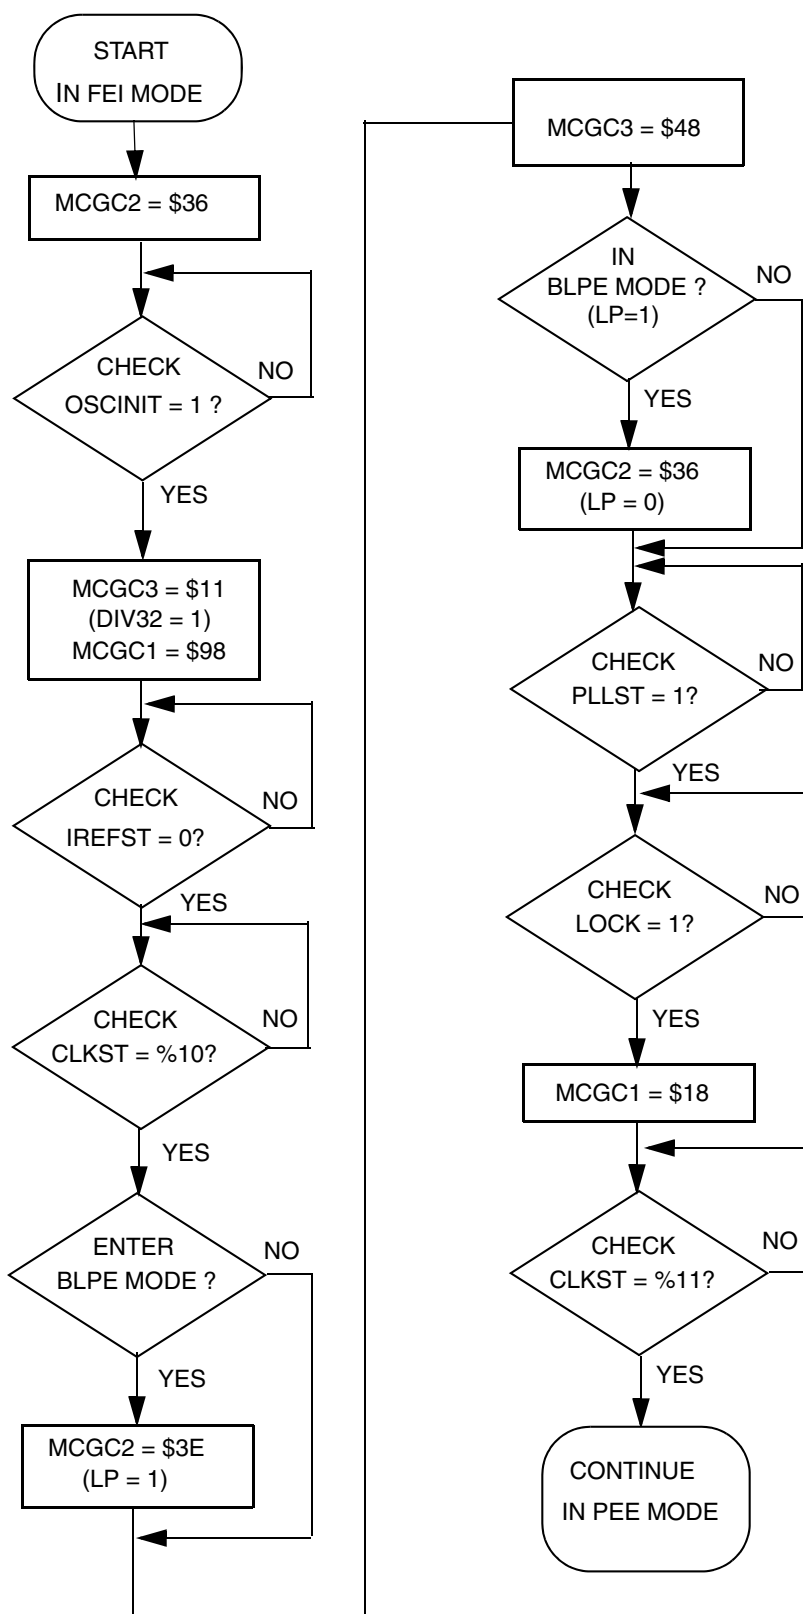 START
IN FEI MODE
MCGC2 = $36
CHECK
OSCINIT = 1 ?
NO
YES
MCGC3 = $11
(DIV32 = 1)
MCGC1 = $98
CHECK
IREFST = 0?
NO
YES
CHECK
CLKST = %10?
NO
YES
ENTER
BLPE MODE ?
NO
YES
MCGC2 = $3E
(LP = 1)
MCGC3 = $48
IN
BLPE MODE ?
(LP=1)
NO
YES
MCGC2 = $36
(LP = 0)
CHECK
PLLST = 1?
NO
YES
CHECK
LOCK = 1?
NO
YES
MCGC1 = $18
CHECK
CLKST = %11?
NO
YES
CONTINUE
IN PEE MODE